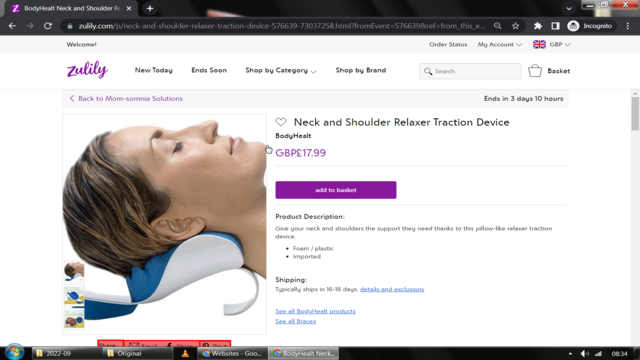 BodyHealt Neck and Shoulder Re
zulily.com/p/neck-and-shoulder-relaxer-traction-device-576639-73037258.html?fromEvent=576639&ref=from_this_e...
Incognito
Welcome!
Order Status
My Account
GBP
zulily
New Today
Ends Soon
Shop by Category
Shop by Brand
Search
Basket
Back to Mom-somnia Solutions
Ends in 3 days 10 hours
Neck and Shoulder Relaxer Traction Device
BodyHealt
GBP£17.99
add to basket
Product Description:
Give your neck and shoulders the support they need thanks to this pillow-like relaxer traction
device.
• Foam / plastic
• Imported
Shipping:
Typically ships in 16-18 days. details and exclusions
See all BodyHealt products
See all Braces
Share
Email
Share
2022-09
Original
Websites - Goo...
BodyHealt Neck...
08:34